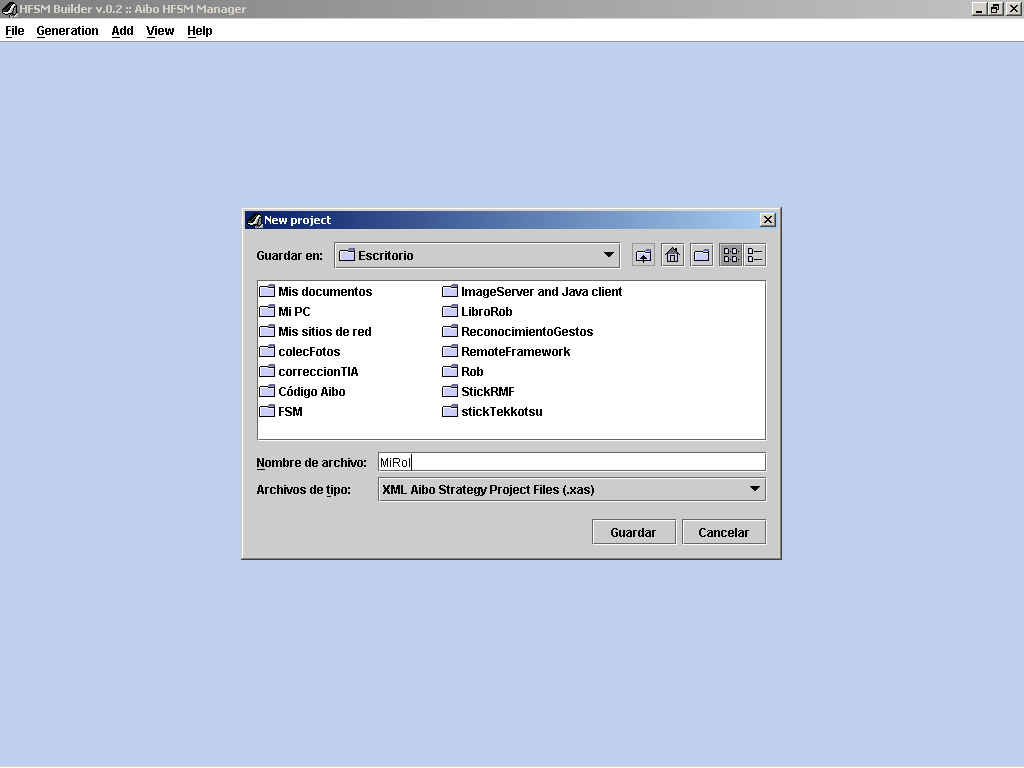 HFSM Builder v.0.2 :: Aibo HFSM Manager
File Generation Add View Help
New project
Guardar en: Escritorio
Mis documentos ImageServer and Java client
Mi PC LibroRob
Mis sitios de red ReconocimientoGestos
colecFotos RemoteFramework
correccionTIA Rob
Código Aibo StickRMF
FSM stickTekkotsu
Nombre de archivo: MiRol
Archivos de tipo: XML Aibo Strategy Project Files (.xas)
Guardar Cancelar